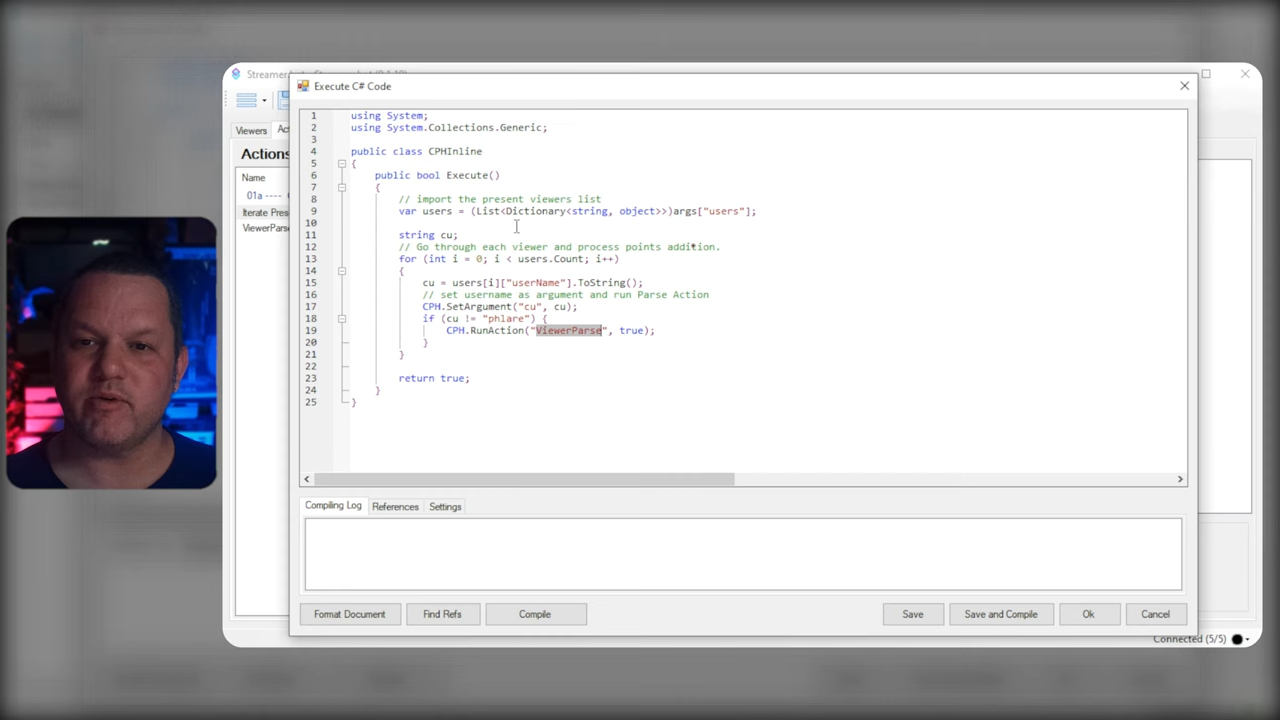 Execute C# Code
Viewers
Actions
Name
01a ----
Iterate Pres
ViewerPars
1 using System;
2 using System.Collections.Generic;
3
4 public class CPHInline
5 {
6 public bool Execute()
7 {
8 // import the present viewers list
9 var users = (List<Dictionary<string, object>>)args["users"];
10
11 string cu;
12 // Go through each viewer and process points addition.
13 for (int i = 0; i < users.Count; i++)
14 {
15 cu = users[i]["userName"].ToString();
16 // set username as argument and run Parse Action
17 CPH.SetArgument("cu", cu);
18 if (cu != "phlare") {
19 CPH.RunAction("ViewerParse", true);
20 }
21 }
22
23 return true;
24 }
25 }
Compiling Log References Settings
Format Document Find Refs Compile Save Save and Compile Ok Cancel
Connected (5/5)